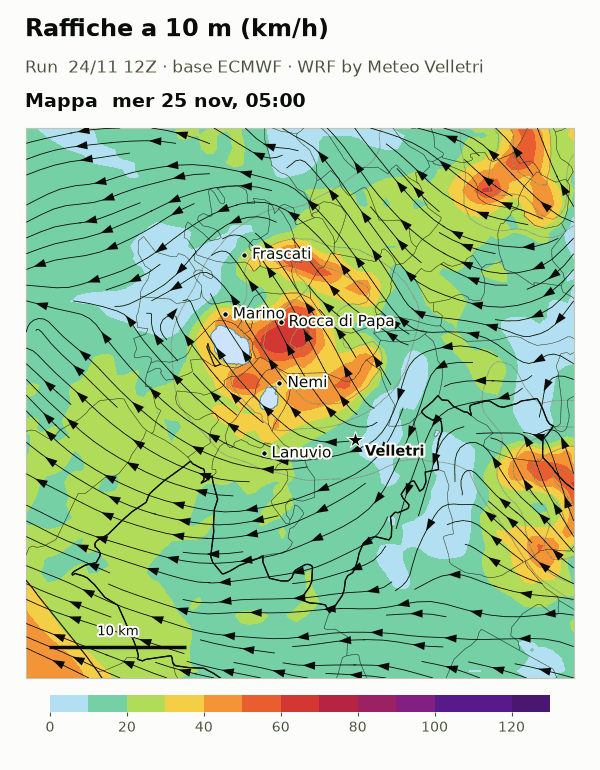 Raffiche a 10 m (km/h)
Run  24/11 12Z · base ECMWF · WRF by Meteo Velletri
Mappa  mer 25 nov, 05:00
Frascati
Marino
Rocca di Papa
Nemi
Velletri
Lanuvio
10 km
0 20 40 60 80 100 120